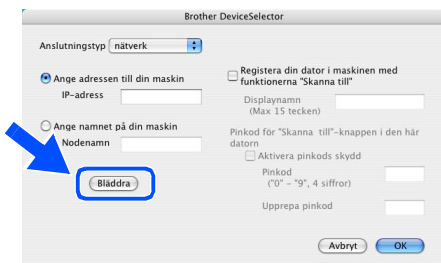 Brother DeviceSelector
Anslutningstyp nätverk
Ange adressen till din maskin
IP-adress
Ange namnet på din maskin
Nodenamn
Bläddra
Registera din dator i maskinen med
funktionerna "Skanna till"
Displaynamn
(Max 15 tecken)
Pinkod för "Skanna till"-knappen i den här
datorn
Aktivera pinkods skydd
Pinkod
("0" - "9", 4 siffror)
Upprepa pinkod
Avbryt OK